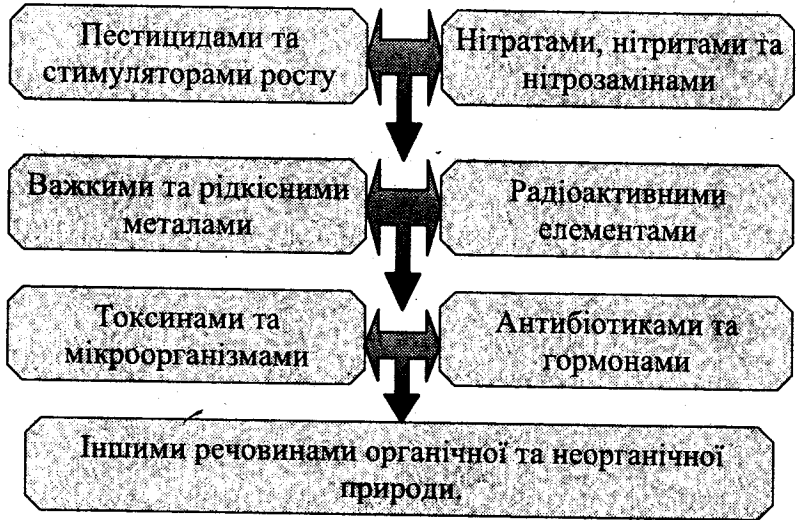 Пестицидами та
стимуляторами росту
Нітратами, нітритами та
нітрозамінами
Важкими та рідкісними
металами
Радіоактивними
елементами
Токсинами та
мікроорганізмами
Антибіотиками та
гормонами
Іншими речовинами органічної та неорганічної
природи.